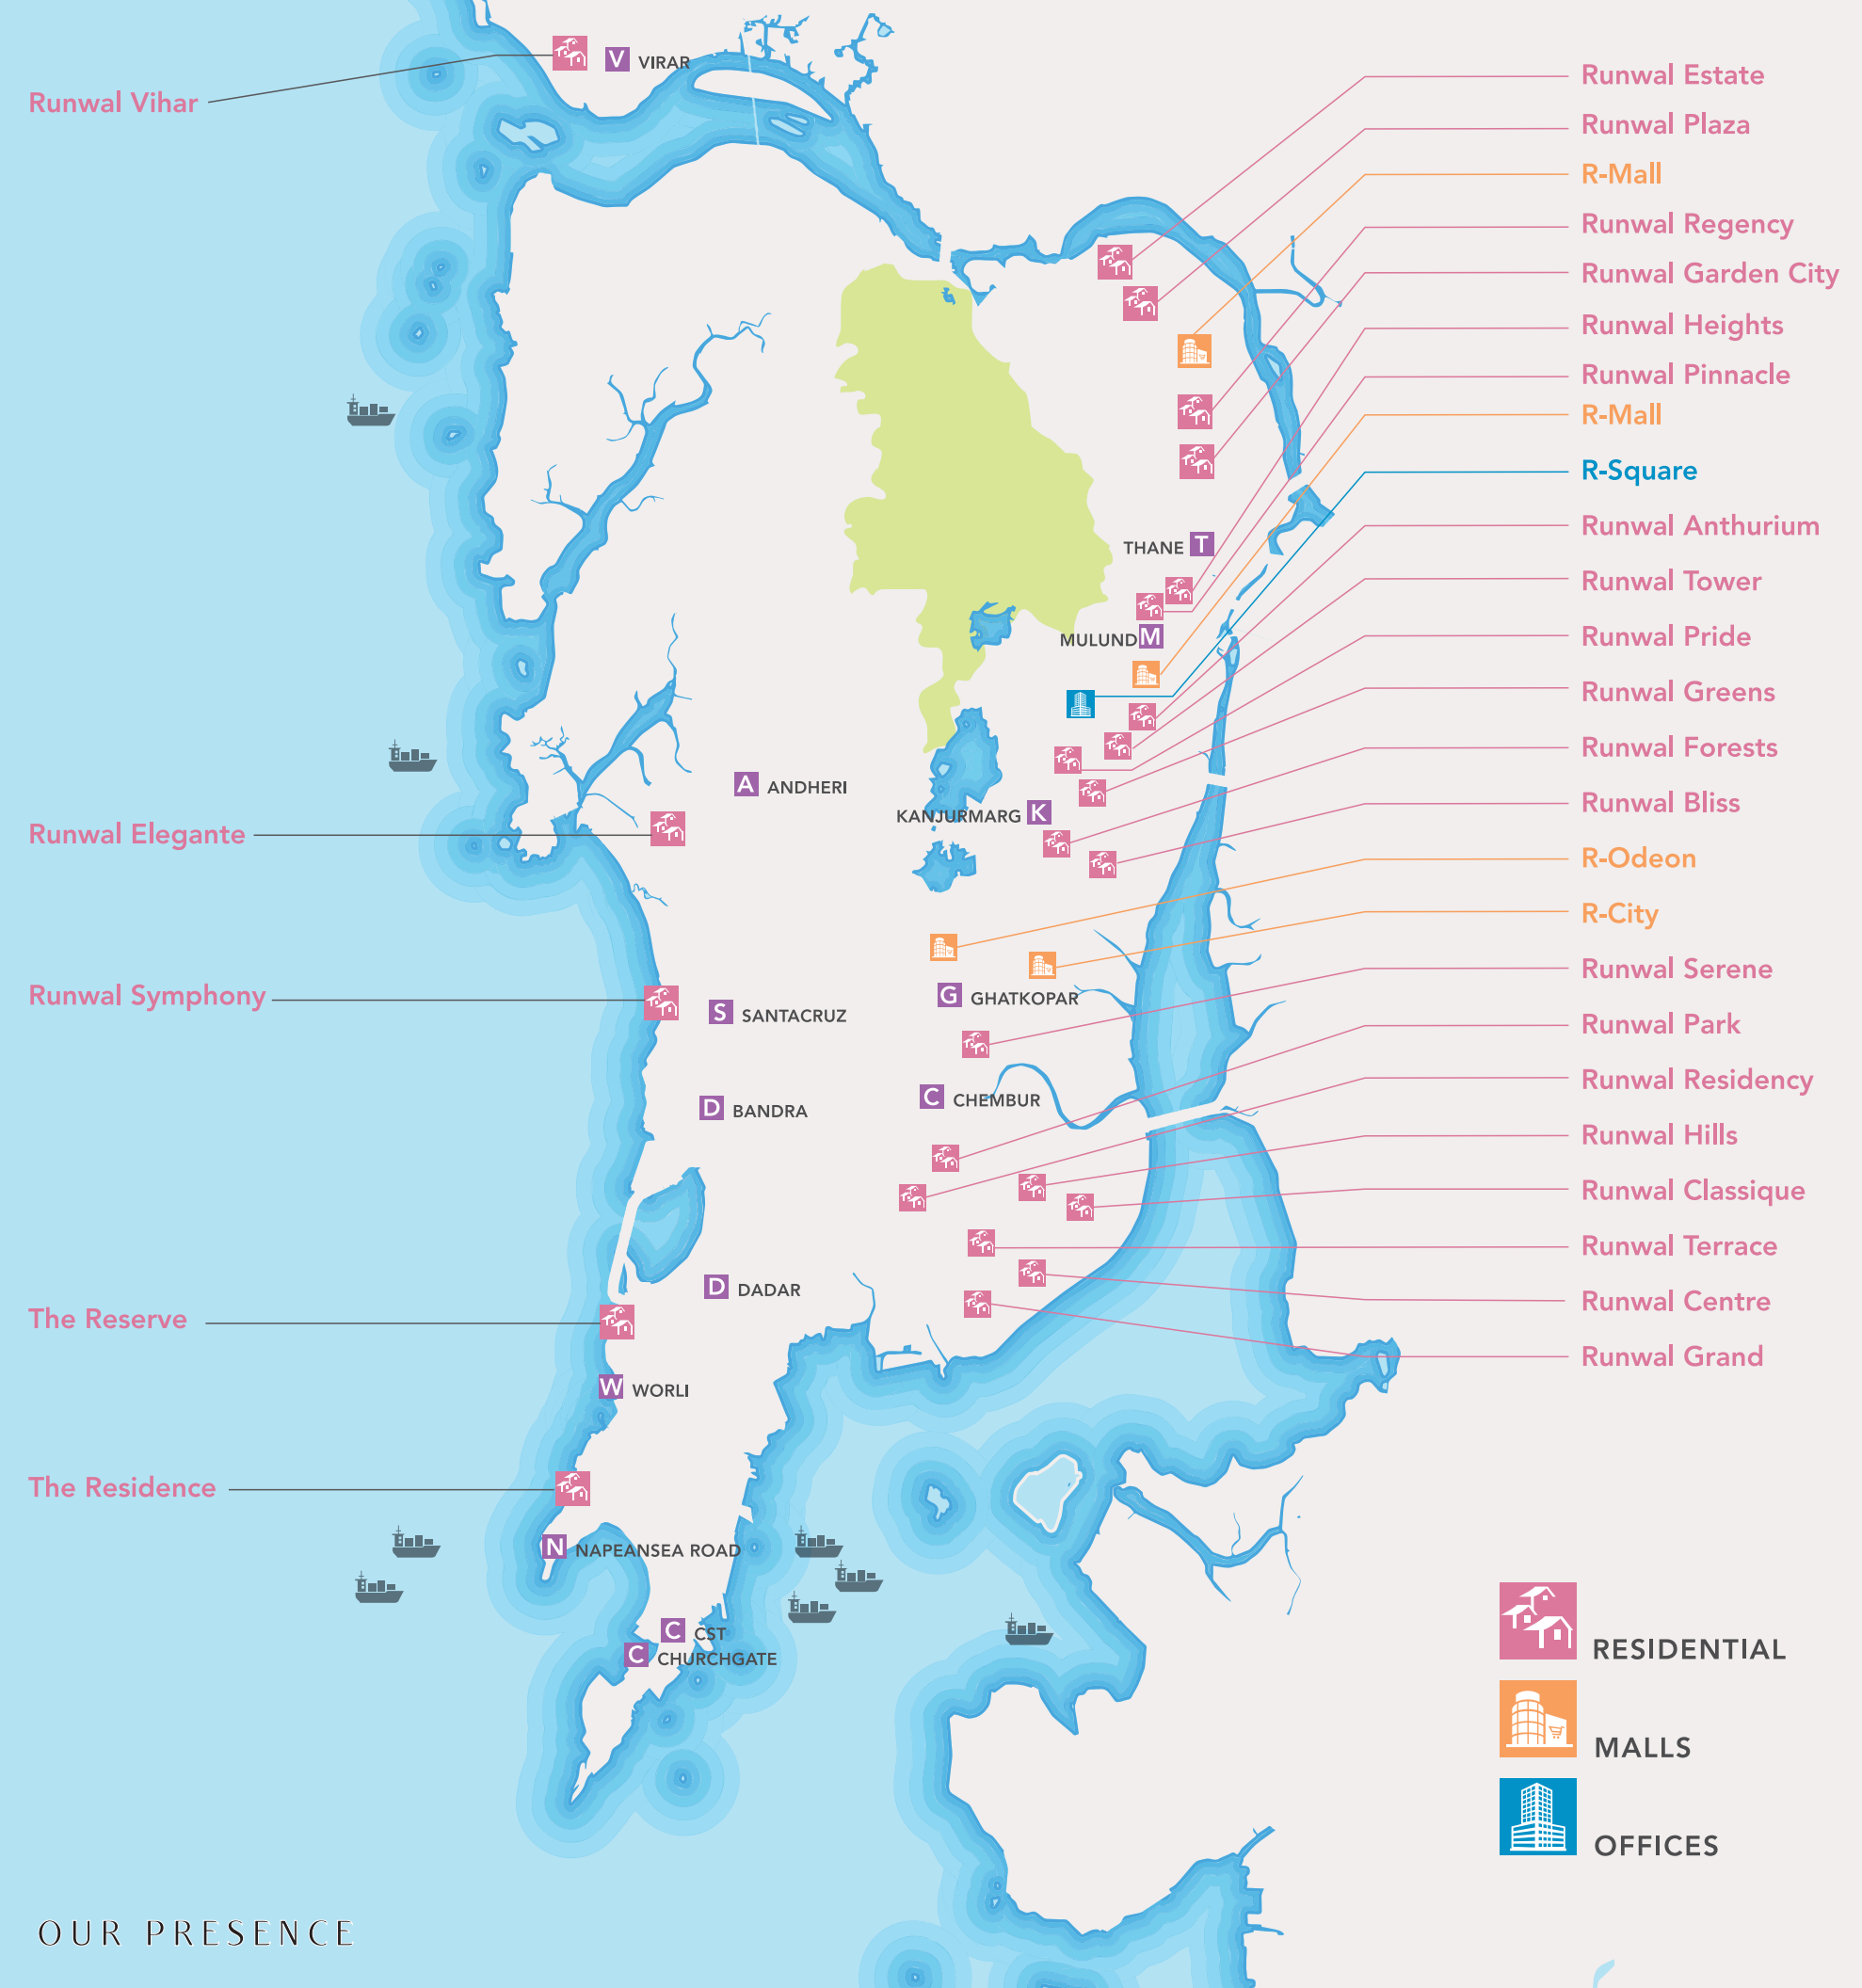 V VIRAR
Runwal Vihar
Runwal Estate
Runwal Plaza
R-Mall
Runwal Regency
Runwal Garden City
Runwal Heights
Runwal Pinnacle
R-Mall
R-Square
Runwal Anthurium
THANE T
Runwal Tower
MULUND M
Runwal Pride
Runwal Greens
Runwal Forests
A ANDHERI
KANJURMARG K
Runwal Bliss
Runwal Elegante
R-Odeon
R-City
Runwal Serene
Runwal Symphony
G GHATKOPAR
S SANTACRUZ
Runwal Park
Runwal Residency
C CHEMBUR
D BANDRA
Runwal Hills
Runwal Classique
Runwal Terrace
D DADAR
Runwal Centre
The Reserve
Runwal Grand
W WORLI
The Residence
N NAPEANSEA ROAD
C CST
C CHURCHGATE
RESIDENTIAL
MALLS
OFFICES
OUR PRESENCE